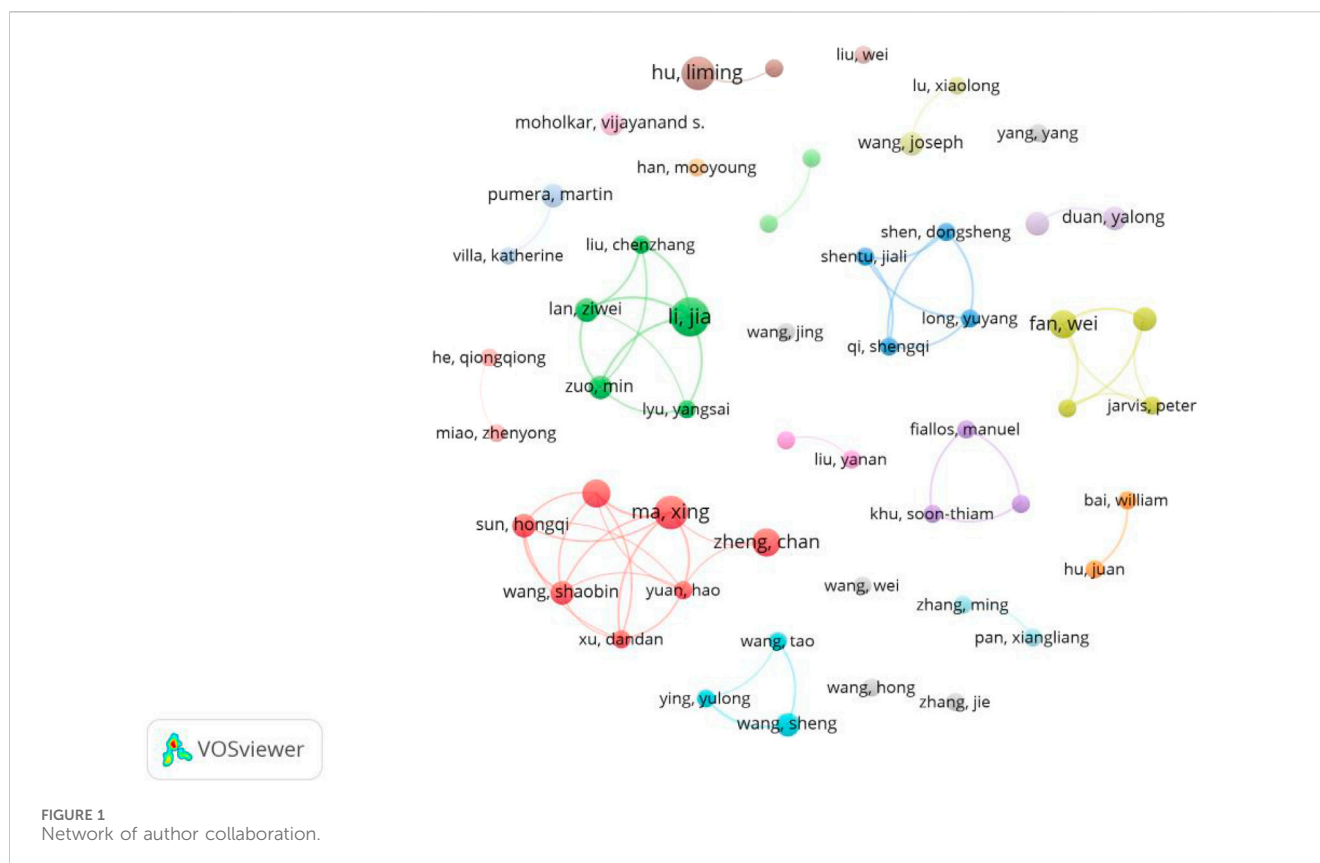 liu, wei
hu, liming
lu, xiaolong
moholkar, vijayanand s.
yang, yang
wang, joseph
han, mooyoung
pumera, martin
duan, yalong
shen, dongsheng
liu, chenzhang
villa, katherine
shentu, jiali
lan, ziwei
li, jia
long, yuyang
fan, wei
wang, jing
qi, shengqi
he, qiongqiong
zuo, min
jarvis, peter
lyu, yangsai
fiallos, manuel
miao, zhenyong
liu, yanan
bai, william
ma, xing
khu, soon-thiam
sun, hongqi
zheng, chan
hu, juan
wang, wei
yuan, hao
wang, shaobin
zhang, ming
pan, xiangliang
xu, dandan
wang, tao
wang, hong
ying, yulong
zhang, jie
wang, sheng
VOSviewer
FIGURE 1
Network of author collaboration.